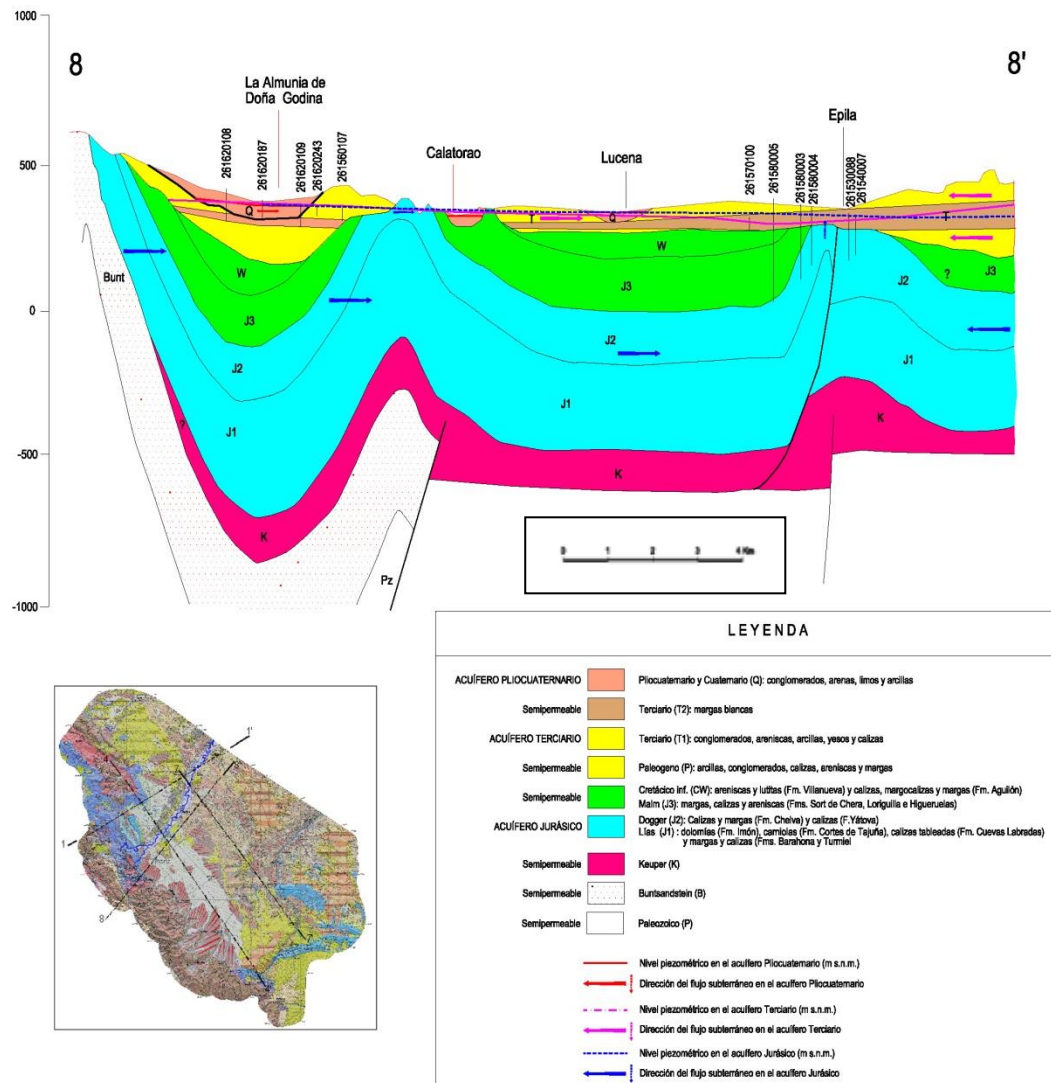 1000
500
0
-500
-1000
8
8'
La Almunia de
Doña Godina
Calatorao
Lucena
Epila
261620108
261620187
261620109
261620243
261560107
261570100
261580005
261580003
261580004
261530088
261540007
Q
T
Q
T
W
W
J3
J3
J3
?
J2
J2
J2
J1
J1
J1
Bunt
?
K
K
K
Pz
0 1 2 3 4 Km
1'
1
8
LEYENDA
ACUÍFERO PLIOCUATERNARIO Pliocuaternario y Cuaternario (Q): conglomerados, arenas, limos y arcillas
Semipermeable Terciario (T2): margas blancas
ACUÍFERO TERCIARIO Terciario (T1): conglomerados, areniscas, arcillas, yesos y calizas
Semipermeable Paleogeno (P): arcillas, conglomerados, calizas, areniscas y margas
Semipermeable Cretácico Inf. (CW): areniscas y lutitas (Fm. Villanueva) y calizas, margocalizas y margas (Fm. Aguilón)
Malm (J3): margas, calizas y areniscas (Fms. Sort de Chera, Loriguilla e Higueruelas)
ACUÍFERO JURÁSICO Dogger (J2): Calizas y margas (Fm. Chelva) y calizas (F.Yátova)
Lías (J1) : dolomías (Fm. Imón), carniolas (Fm. Cortes de Tajuña), calizas tableadas (Fm. Cuevas Labradas)
y margas y calizas (Fms. Barahona y Turmiel
Semipermeable Keuper (K)
Semipermeable Buntsandstein (B)
Semipermeable Paleozoico (P)
Nivel piezométrico en el acuífero Pliocuaternario (m s.n.m.)
Dirección del flujo subterráneo en el acuífero Pliocuaternario
Nivel piezométrico en el acuífero Terciario (m s.n.m.)
Dirección del flujo subterráneo en el acuífero Terciario
Nivel piezométrico en el acuífero Jurásico (m s.n.m.)
Dirección del flujo subterráneo en el acuífero Jurásico